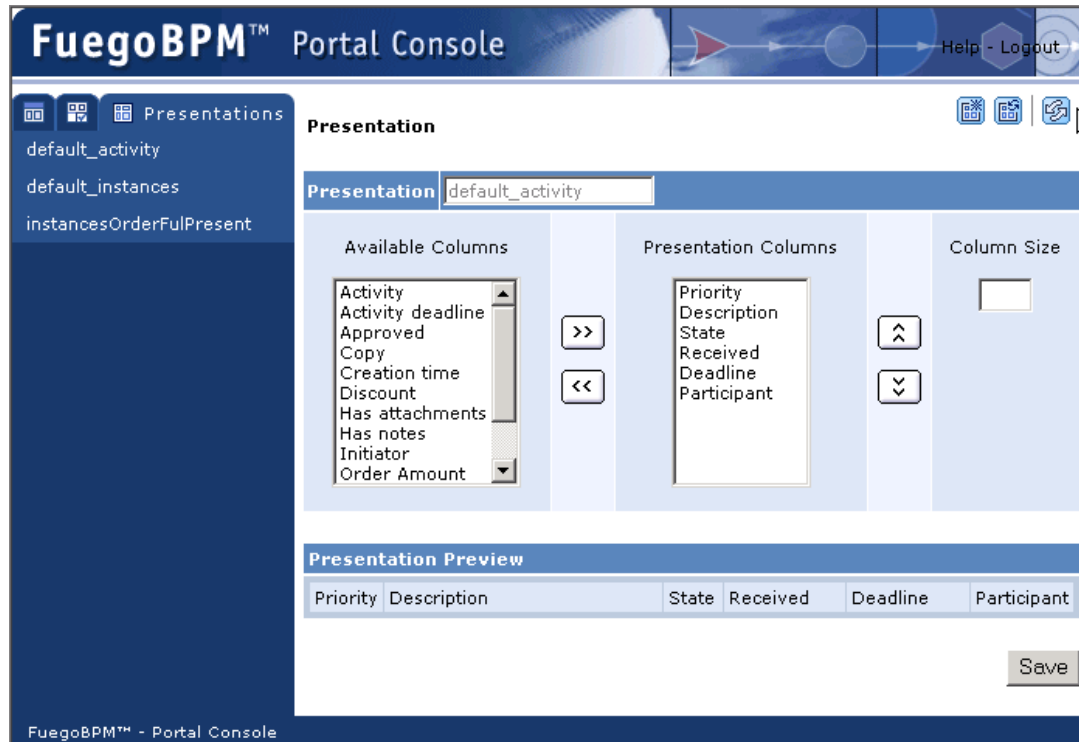 FuegoBPM™ Portal Console
Help - Logout
Presentations
default_activity
default_instances
instancesOrderFulPresent
Presentation
Presentation default_activity
Available Columns
Activity
Activity deadline
Approved
Copy
Creation time
Discount
Has attachments
Has notes
Initiator
Order Amount
>>
<<
Presentation Columns
Priority
Description
State
Received
Deadline
Participant
Column Size
Presentation Preview
Priority Description State Received Deadline Participant
Save
FuegoBPM™ - Portal Console